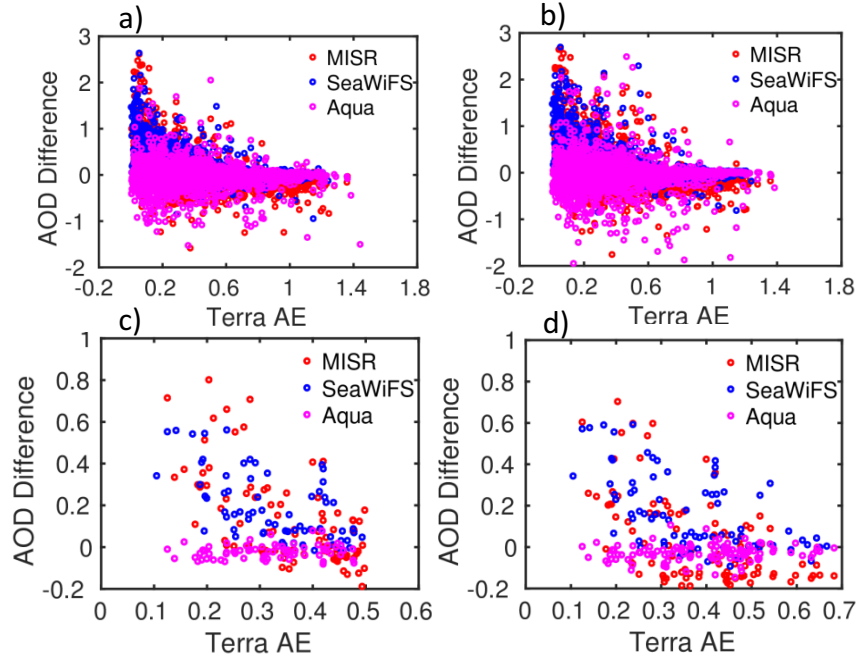 a)
3
2
1
0
-1
-2
-0.2 0.2 0.6 1 1.4 1.8
AOD Difference
Terra AE
MISR
SeaWiFS
Aqua
b)
3
2
1
0
-1
-2
-0.2 0.2 0.6 1 1.4 1.8
AOD Difference
Terra AE
MISR
SeaWiFS
Aqua
c)
1
0.8
0.6
0.4
0.2
0
-0.2
0 0.1 0.2 0.3 0.4 0.5 0.6
AOD Difference
Terra AE
MISR
SeaWiFS
Aqua
d)
1
0.8
0.6
0.4
0.2
0
-0.2
0 0.1 0.2 0.3 0.4 0.5 0.6 0.7
AOD Difference
Terra AE
MISR
SeaWiFS
Aqua